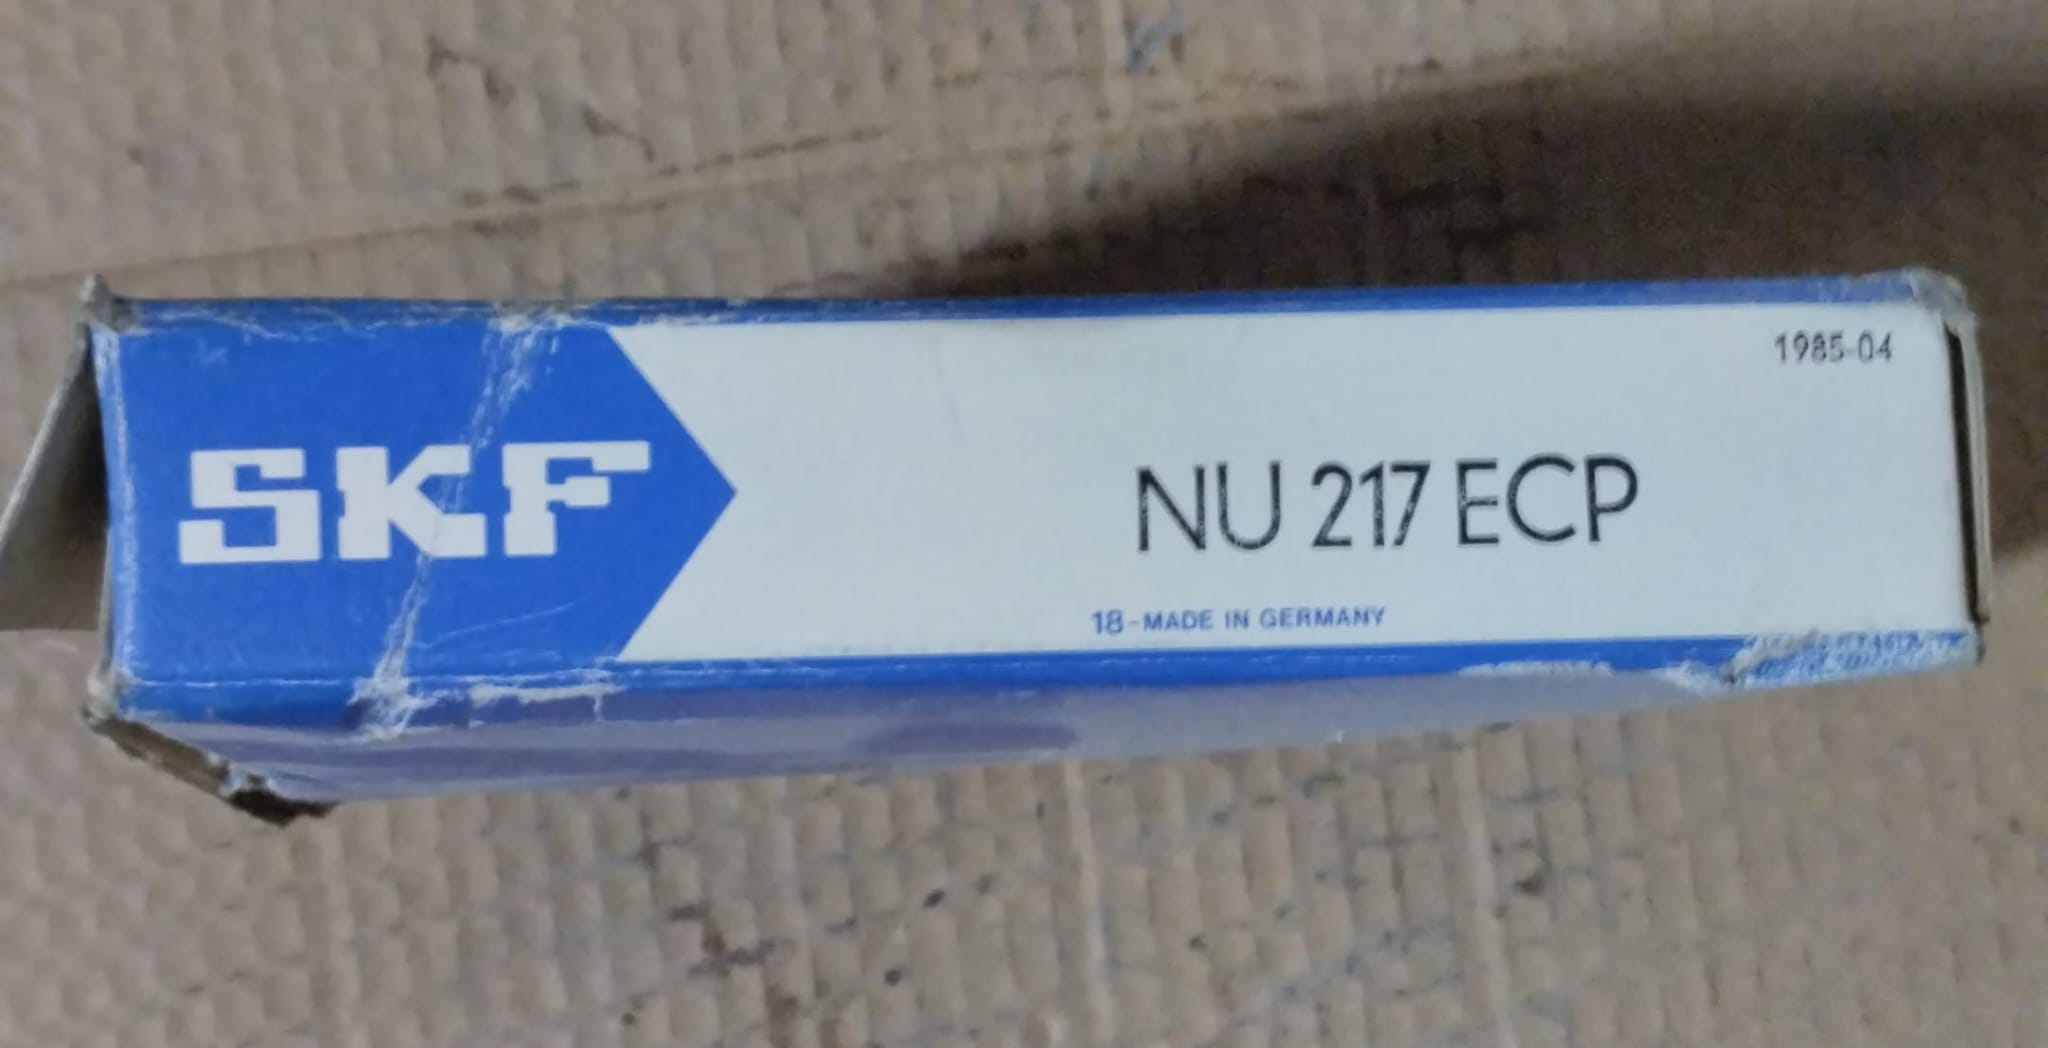 1985-04
SKF
NU 217 ECP
18-MADE IN GERMANY